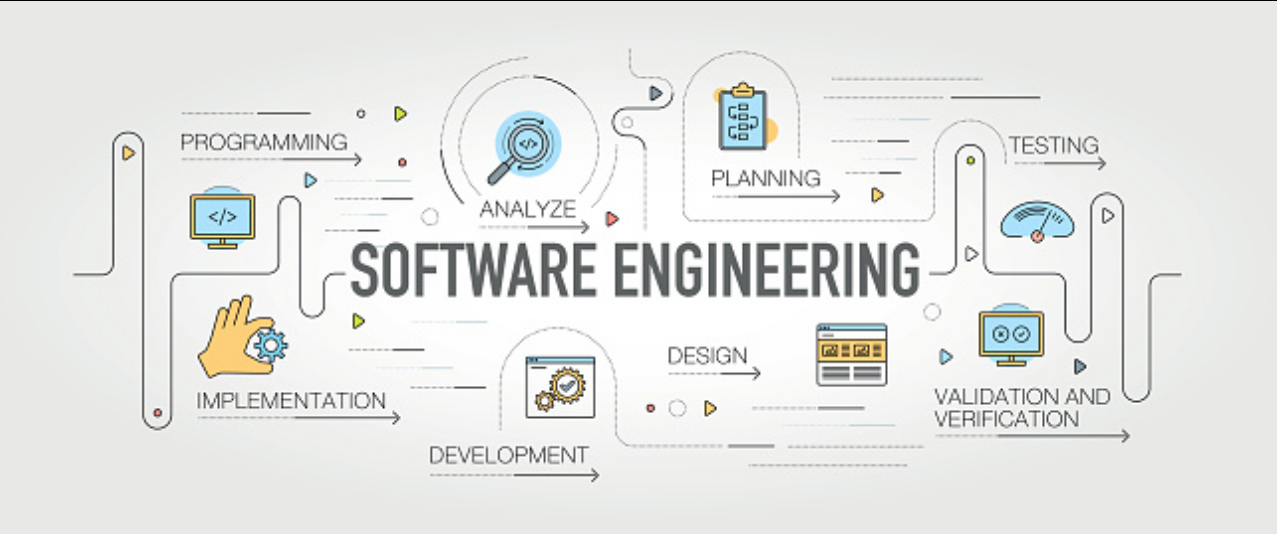 PROGRAMMING
</>
ANALYZE
</>
PLANNING
TESTING
SOFTWARE ENGINEERING
IMPLEMENTATION
DEVELOPMENT
DESIGN
VALIDATION AND
VERIFICATION